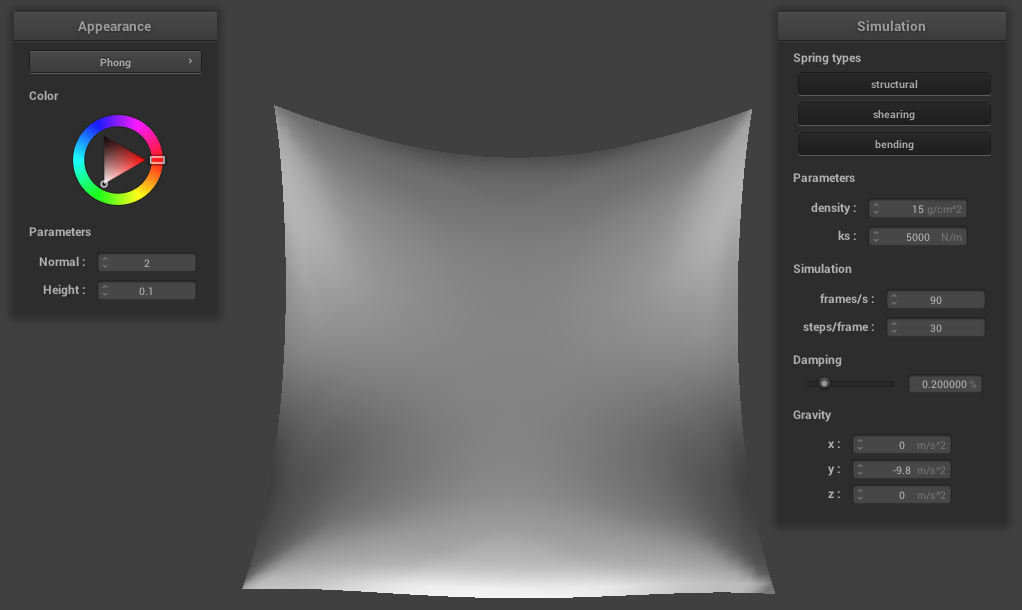 Appearance
Phong
Color
Parameters
Normal : 2
Height : 0.1
Simulation
Spring types
structural
shearing
bending
Parameters
density : 15 g/cm^2
ks : 5000 N/m
Simulation
frames/s : 90
steps/frame : 30
Damping
0.200000 %
Gravity
x : 0 m/s^2
y : -9.8 m/s^2
z : 0 m/s^2